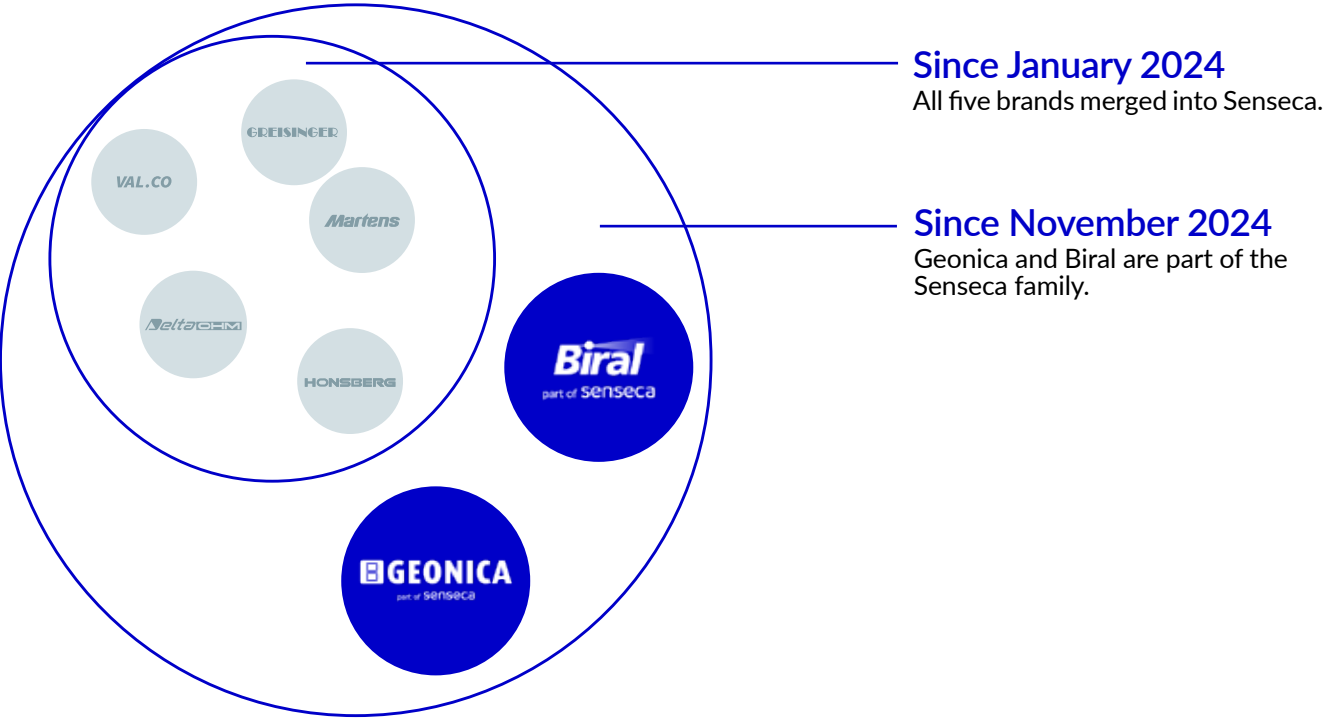 Since January 2024
All five brands merged into Senseca.
GREISINGER
VAL.CO
Martens
Since November 2024
Geonica and Biral are part of the
Senseca family.
DeltaOHM
HONSBERG
Biral
part of senseca
GEONICA
part of senseca